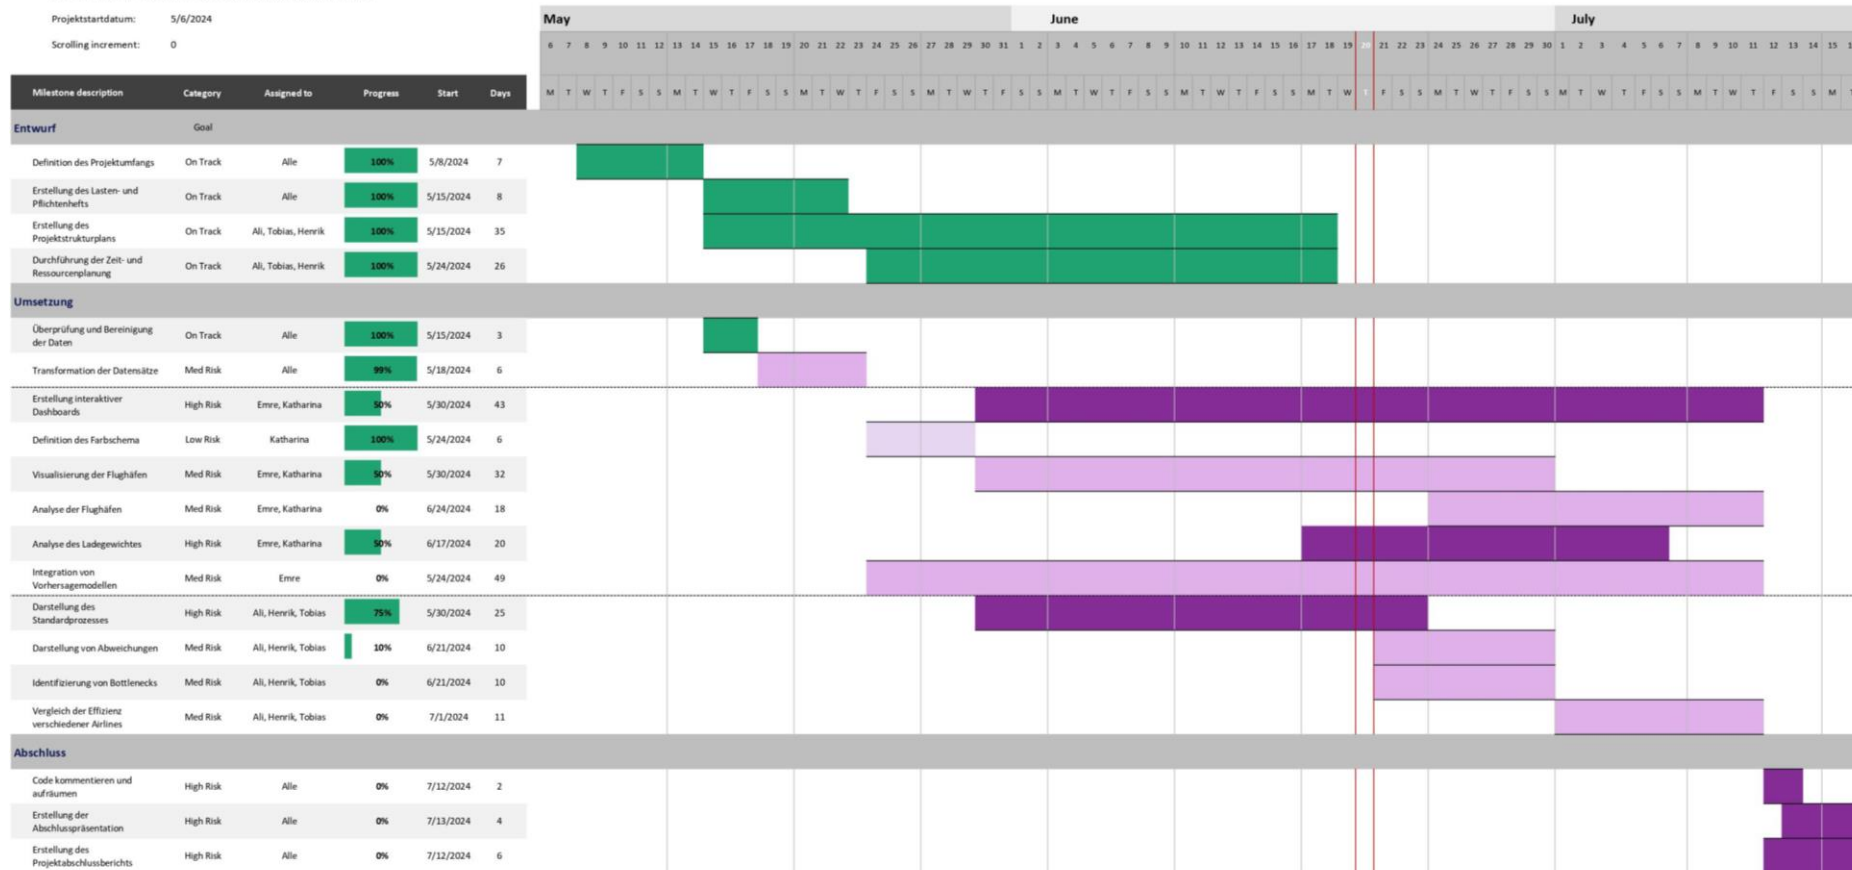 Projektstartdatum: 5/6/2024
Scrolling increment: 0
May June July
6 7 8 9 10 11 12 13 14 15 16 17 18 19 20 21 22 23 24 25 26 27 28 29 30 31 1 2 3 4 5 6 7 8 9 10 11 12 13 14 15 16 17 18 19 20 21 22 23 24 25 26 27 28 29 30 1 2 3 4 5 6 7 8 9 10 11 12 13 14 15
Milestone description Category Assigned to Progress Start Days M T W T F S S M T W T F S S M T W T F S S M T W T F S S M T W T F S S M T W T F S S M T W T F S S M T W T F S S M T W T F S S M T W T F S S M
Entwurf Goal
Definition des Projektumfangs On Track Alle 100% 5/8/2024 7
Erstellung des Lasten- und
Pflichtenhefts On Track Alle 100% 5/15/2024 8
Erstellung des
Projektstrukturplans On Track Ali, Tobias, Henrik 100% 5/15/2024 35
Durchführung der Zeit- und
Ressourcenplanung On Track Ali, Tobias, Henrik 100% 5/24/2024 26
Umsetzung
Überprüfung und Bereinigung
der Daten On Track Alle 100% 5/15/2024 3
Transformation der Datensätze Med Risk Alle 99% 5/18/2024 6
Erstellung interaktiver
Dashboards High Risk Emre, Katharina 50% 5/30/2024 43
Definition des Farbschema Low Risk Katharina 100% 5/24/2024 6
Visualisierung der Flughäfen Med Risk Emre, Katharina 50% 5/30/2024 32
Analyse der Flughäfen Med Risk Emre, Katharina 0% 6/24/2024 18
Analyse des Ladegewichtes High Risk Emre, Katharina 50% 6/17/2024 20
Integration von
Vorhersagemodellen Med Risk Emre 0% 5/24/2024 49
Darstellung des
Standardprozesses High Risk Ali, Henrik, Tobias 75% 5/30/2024 25
Darstellung von Abweichungen Med Risk Ali, Henrik, Tobias 10% 6/21/2024 10
Identifizierung von Bottlenecks Med Risk Ali, Henrik, Tobias 0% 6/21/2024 10
Vergleich der Effizienz
verschiedener Airlines Med Risk Ali, Henrik, Tobias 0% 7/1/2024 11
Abschluss
Code kommentieren und
aufräumen High Risk Alle 0% 7/12/2024 2
Erstellung der
Abschlusspräsentation High Risk Alle 0% 7/13/2024 4
Erstellung des
Projektabschlussberichts High Risk Alle 0% 7/12/2024 6